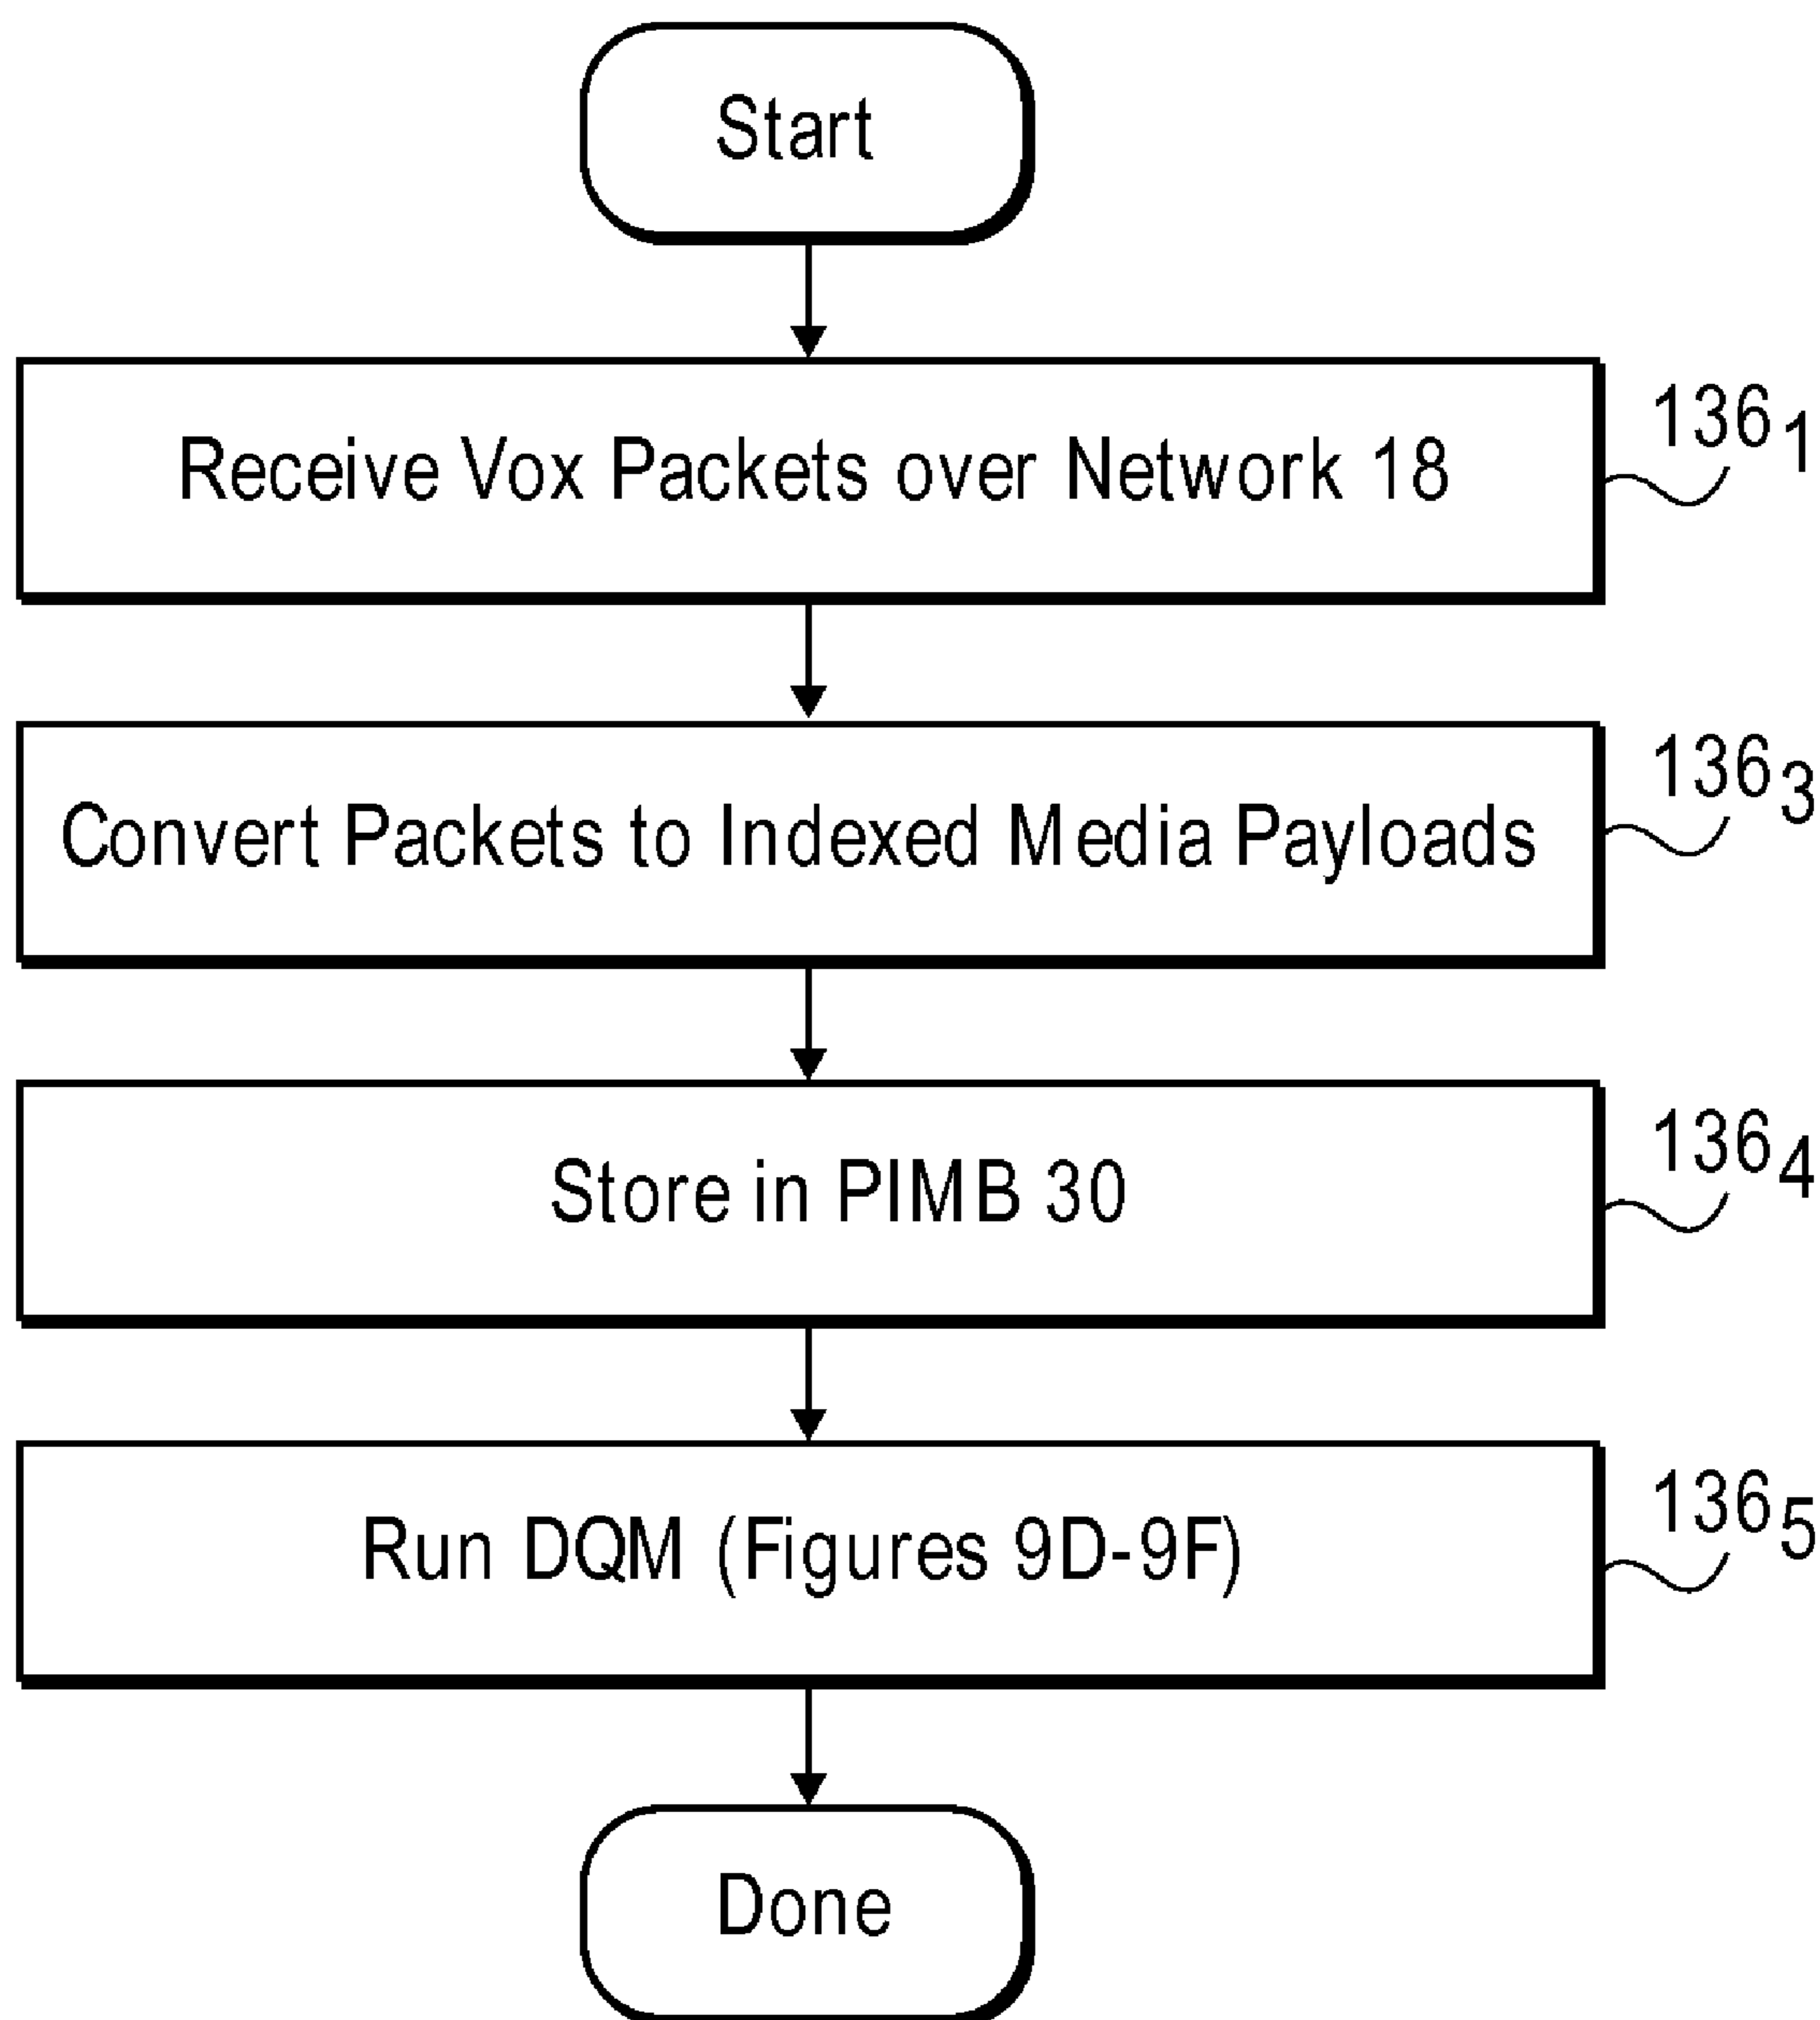 Start
Receive Vox Packets over Network 18
136₁
Convert Packets to Indexed Media Payloads
136₃
Store in PIMB 30
136₄
Run DQM (Figures 9D-9F)
136₅
Done